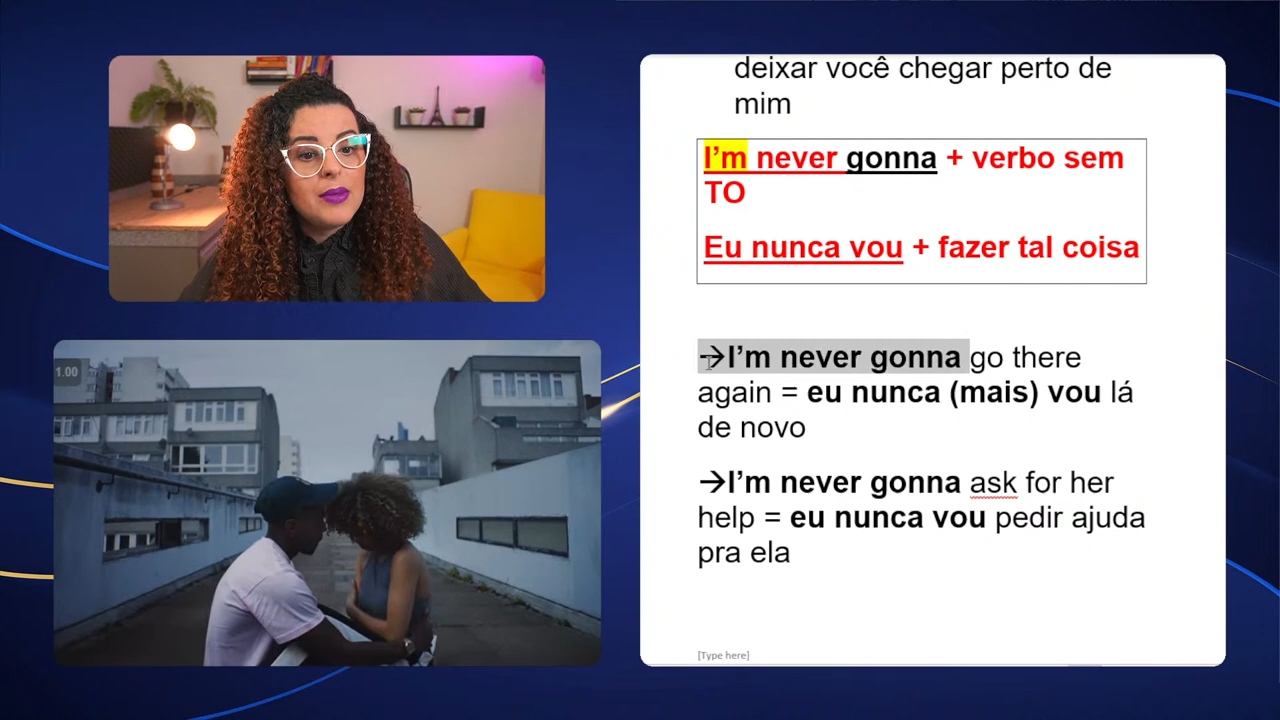 deixar você chegar perto de
mim
I’m never gonna + verbo sem
TO
Eu nunca vou + fazer tal coisa
→I’m never gonna go there
again = eu nunca (mais) vou lá
de novo
→I’m never gonna ask for her
help = eu nunca vou pedir ajuda
pra ela
[Type here]
1.00